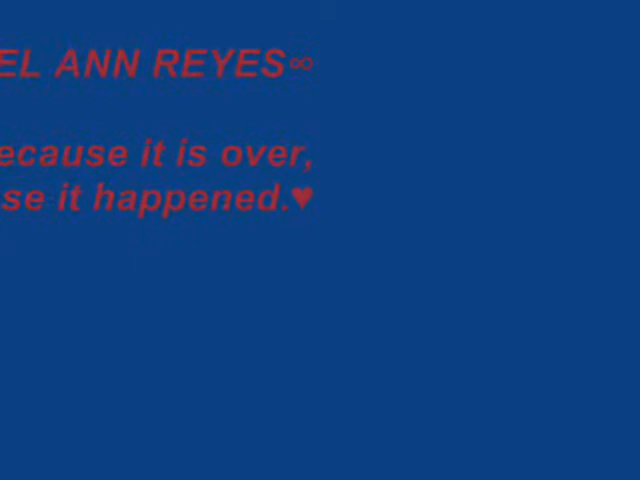 EL ANN REYES∞
ecause it is over,
se it happened.♥